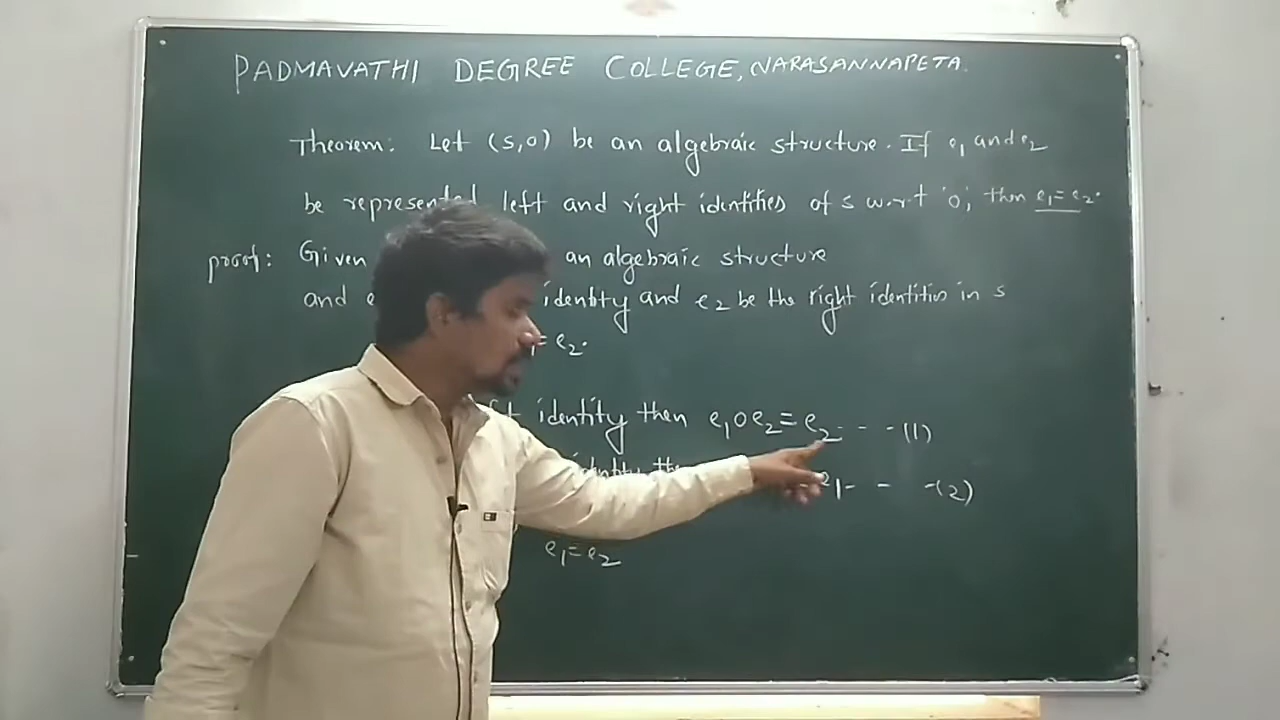 PADMAVATHI DEGREE COLLEGE, NARASANNAPETA.
Theorem: Let (s,o) be an algebraic structure. If e₁ and e₂
be represented left and right identities of s w.r.t 'o', then e₁=e₂.
proof: Given an algebraic structure
and identity and e₂ be the right identities in s
= e₂.
identity then e₁oe₂=e₂ - - -(1)
identity e₁- - -(2)
e₁=e₂